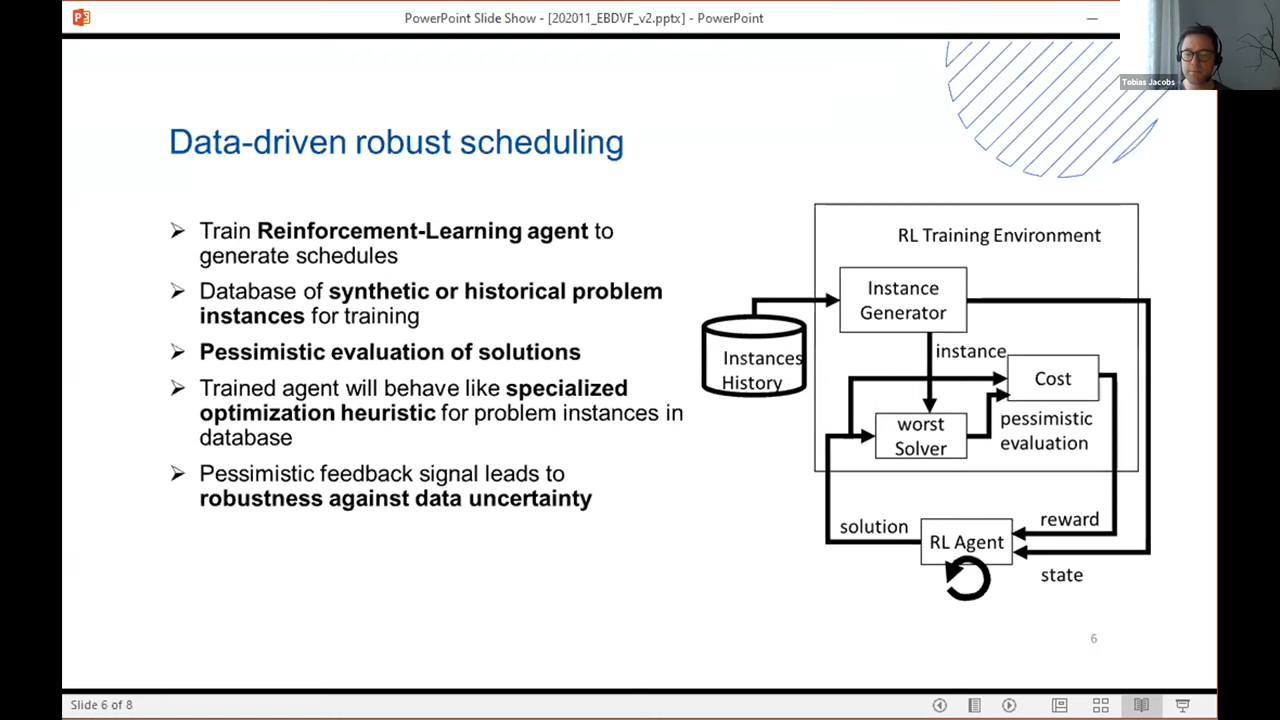 PowerPoint Slide Show - [202011_EBDVF_v2.pptx] - PowerPoint
Tobias Jacobs
Data-driven robust scheduling
Train Reinforcement-Learning agent to
generate schedules
Database of synthetic or historical problem
instances for training
Pessimistic evaluation of solutions
Trained agent will behave like specialized
optimization heuristic for problem instances in
database
Pessimistic feedback signal leads to
robustness against data uncertainty
RL Training Environment
Instance
Generator
Instances
History
instance
Cost
worst
Solver
pessimistic
evaluation
solution
RL Agent
reward
state
6
Slide 6 of 8